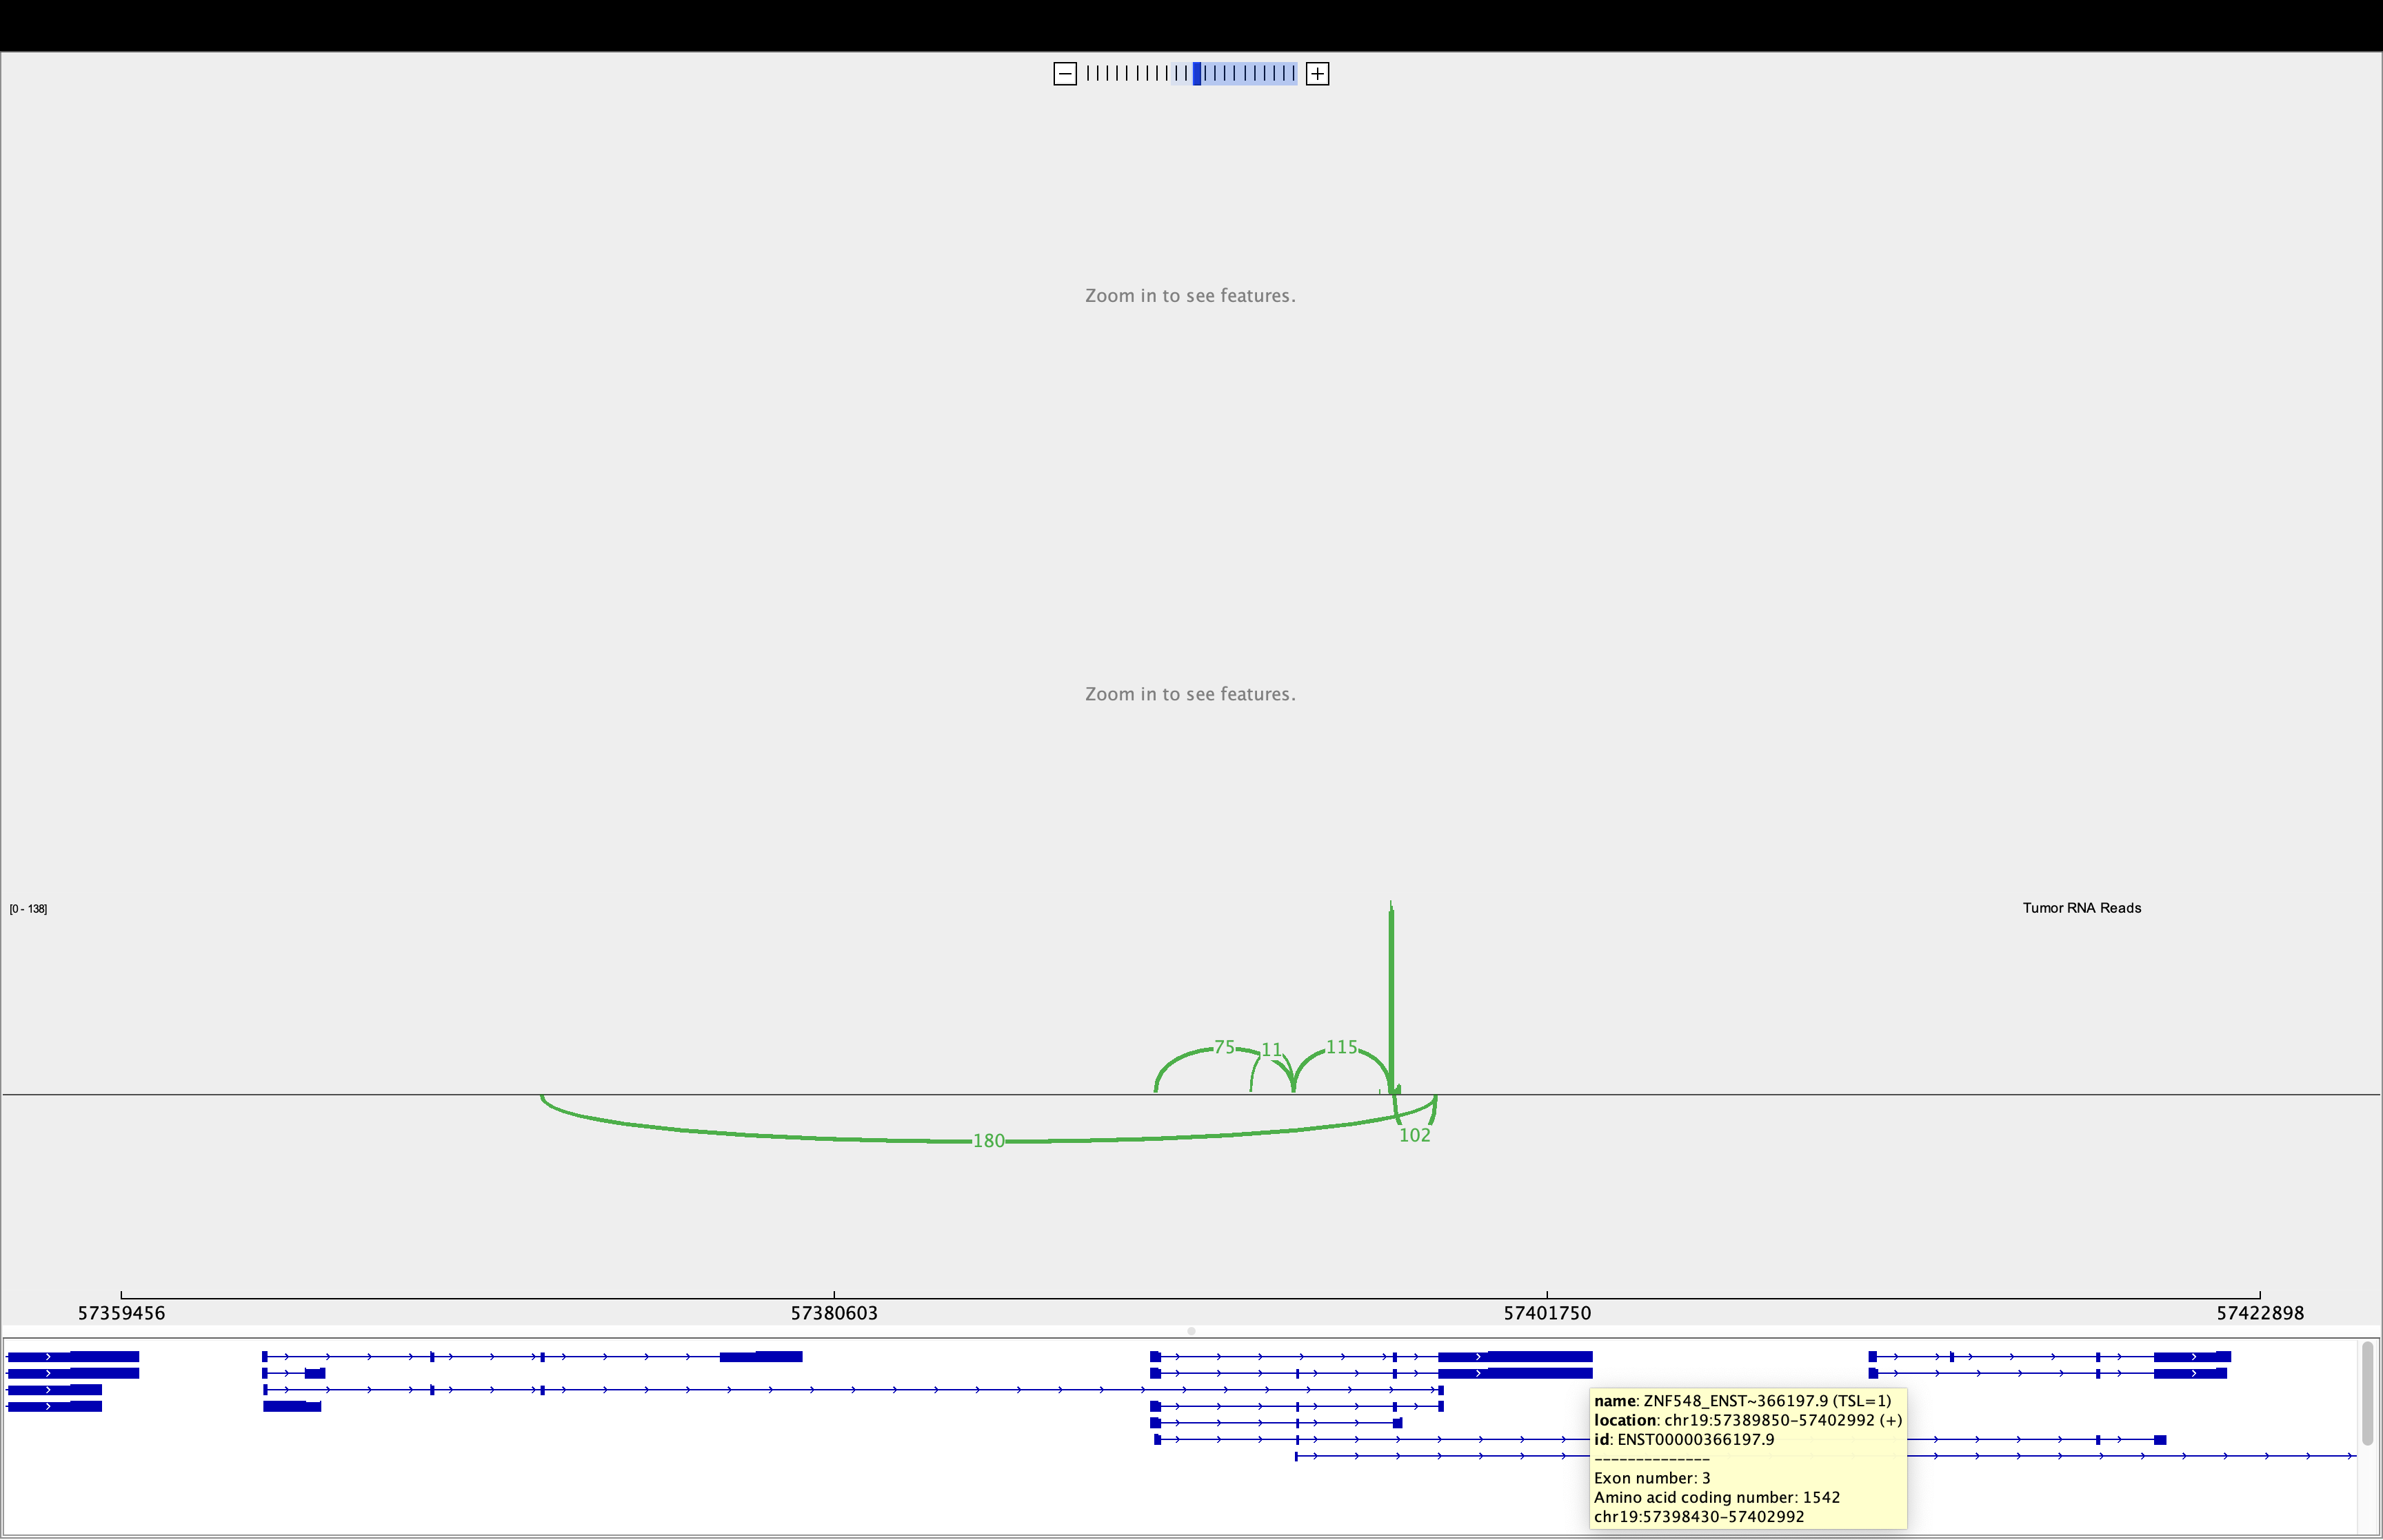 Zoom in to see features.
Zoom in to see features.
[0 - 138]
Tumor RNA Reads
75
11
115
180
102
57359456
57380603
57401750
57422898
name: ZNF548_ENST~366197.9 (TSL=1)
location: chr19:57389850-57402992 (+)
id: ENST00000366197.9
--------------
Exon number: 3
Amino acid coding number: 1542
chr19:57398430-57402992